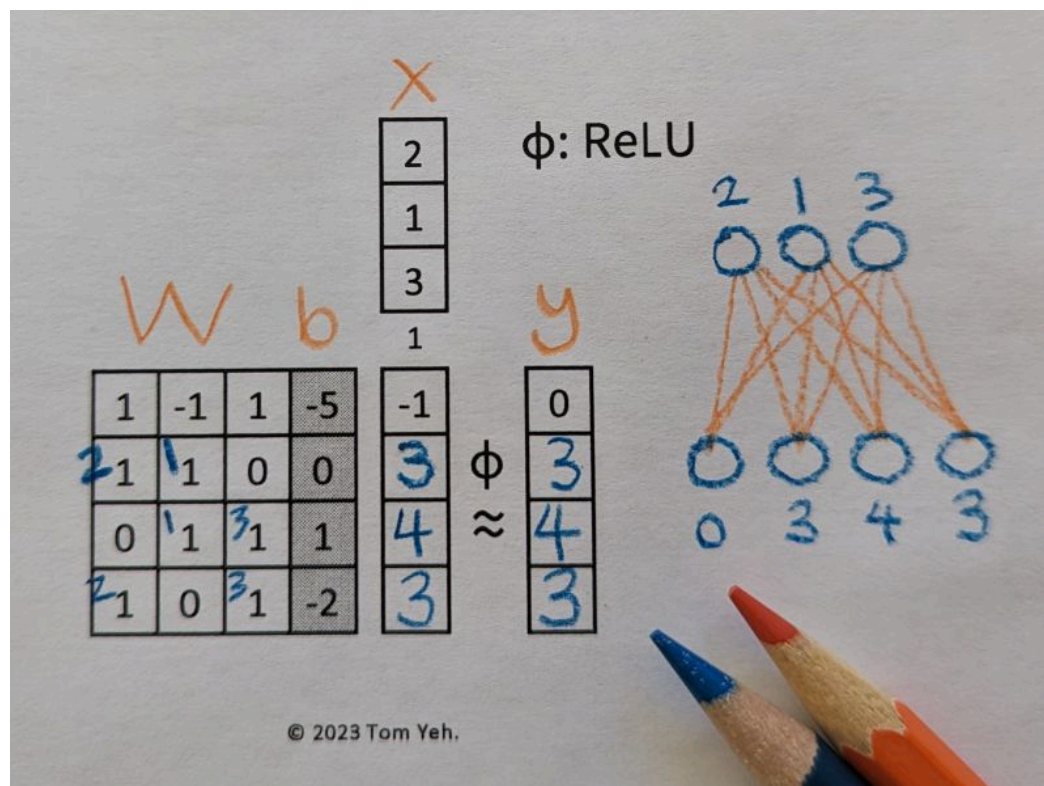 X
2
1
3
1
ϕ: ReLU
2 1 3
W b y
1 -1 1 -5 -1 0
2 1 1 1 0 0 3 ϕ 3
0 1 1 3 1 1 4 ≈ 4
2 1 0 3 1 -2 3 3
0 3 4 3
© 2023 Tom Yeh.